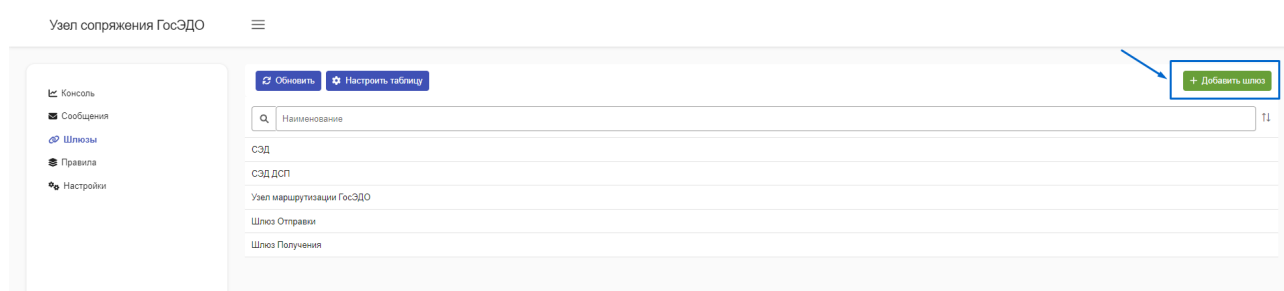 Узел сопряжения ГосЭДО
Обновить Настроить таблицу + Добавить шлюз
Консоль
Сообщения
Шлюзы
Правила
Настройки
Наименование
СЭД
СЭД ДСП
Узел маршрутизации ГосЭДО
Шлюз Отправки
Шлюз Получения